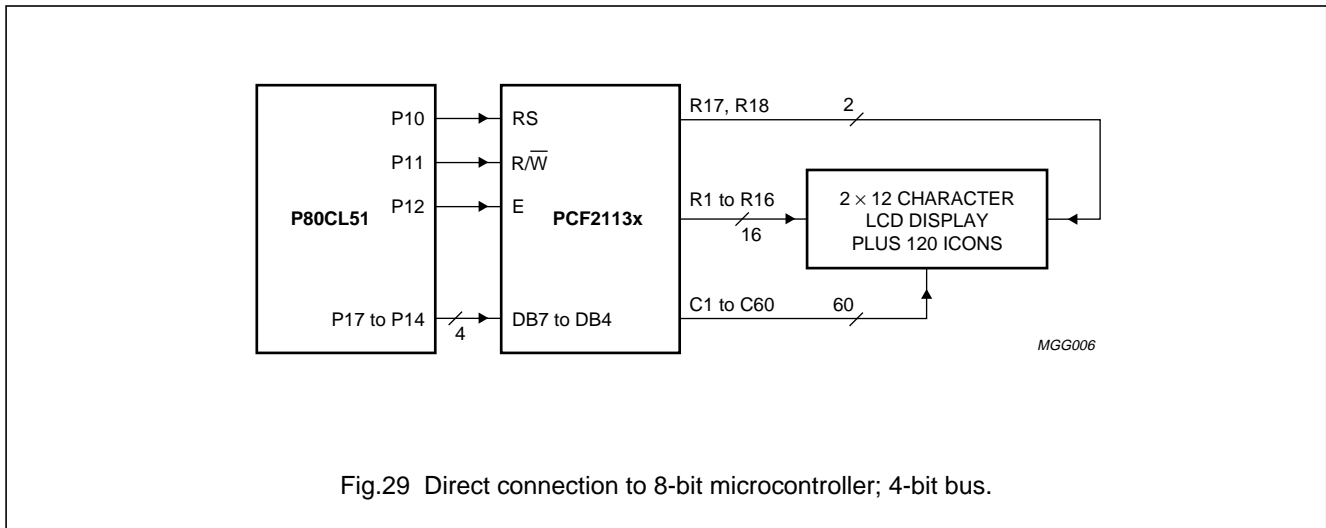 P80CL51
P10
P11
P12
P17 to P14
4
RS
R/W̅
E
DB7 to DB4
PCF2113x
R17, R18
2
R1 to R16
16
C1 to C60
60
2 × 12 CHARACTER
LCD DISPLAY
PLUS 120 ICONS
MGG006
Fig.29 Direct connection to 8-bit microcontroller; 4-bit bus.